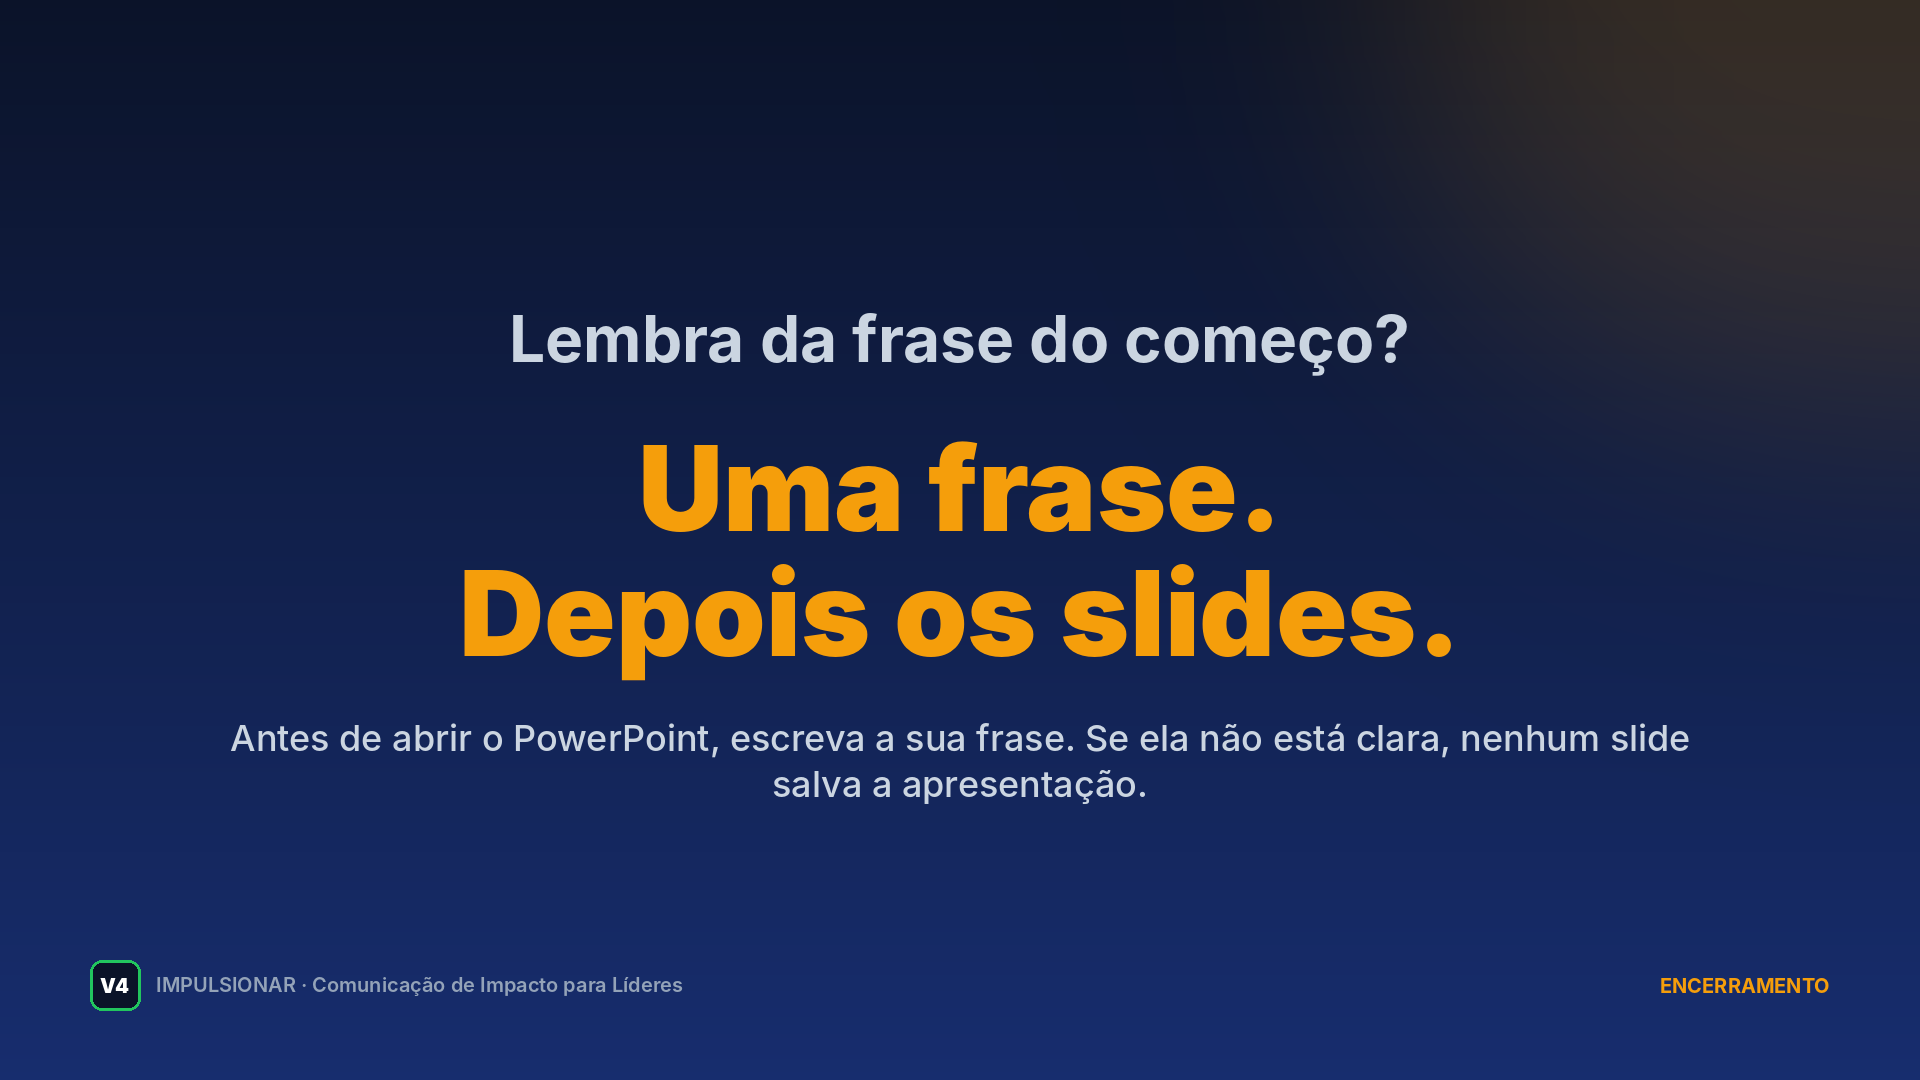 Lembra da frase do começo?
Uma frase.
Depois os slides.
Antes de abrir o PowerPoint, escreva a sua frase. Se ela não está clara, nenhum slide
salva a apresentação.
V4
IMPULSIONAR · Comunicação de Impacto para Líderes
ENCERRAMENTO